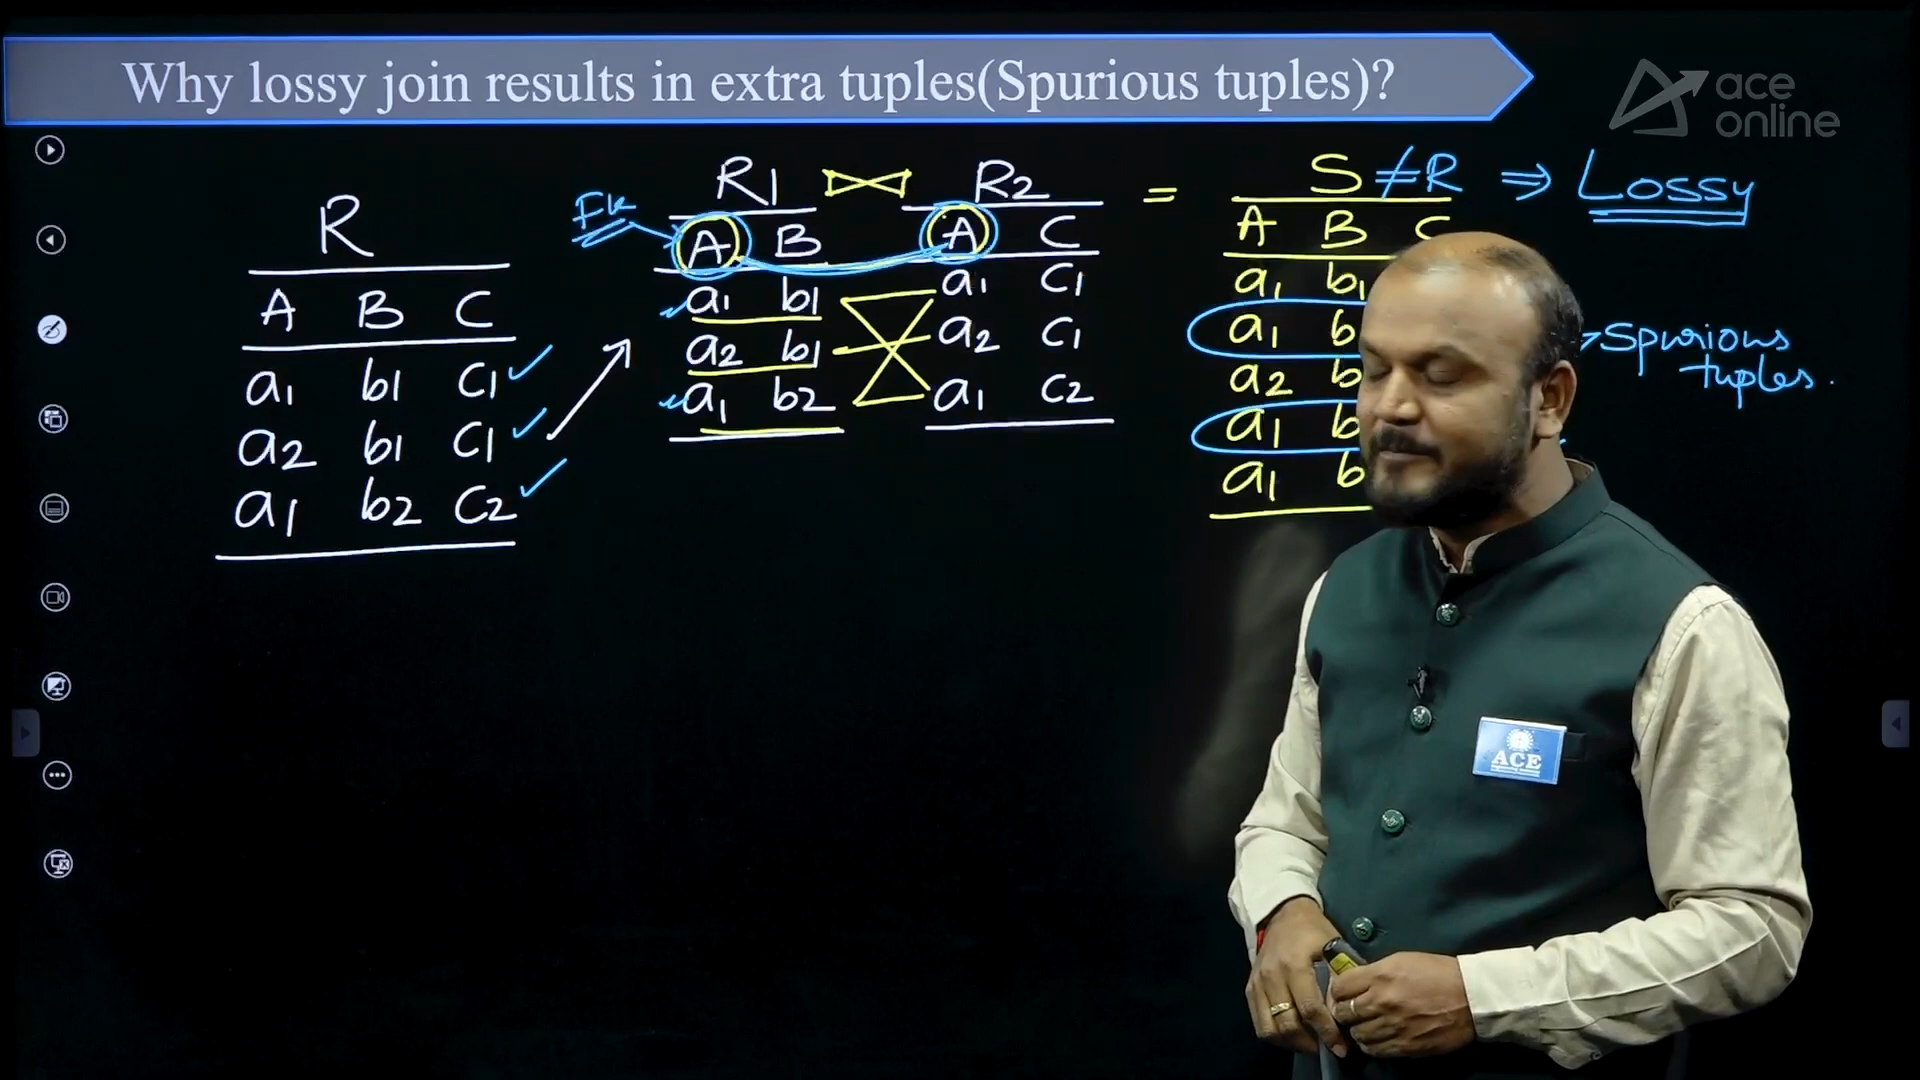 Why lossy join results in extra tuples(Spurious tuples)?
ace
online
R
A B C
a1 b1 c1
a2 b1 c1
a1 b2 c2
FK
R1 ⋈ R2 = S ≠ R ⇒ Lossy
A B
a1 b1
a2 b1
a1 b2
A C
a1 c1
a2 c1
a1 c2
A B C
a1 b1
a1 b
a2 b
a1 b
a1 b
Spurious
tuples.
ACE